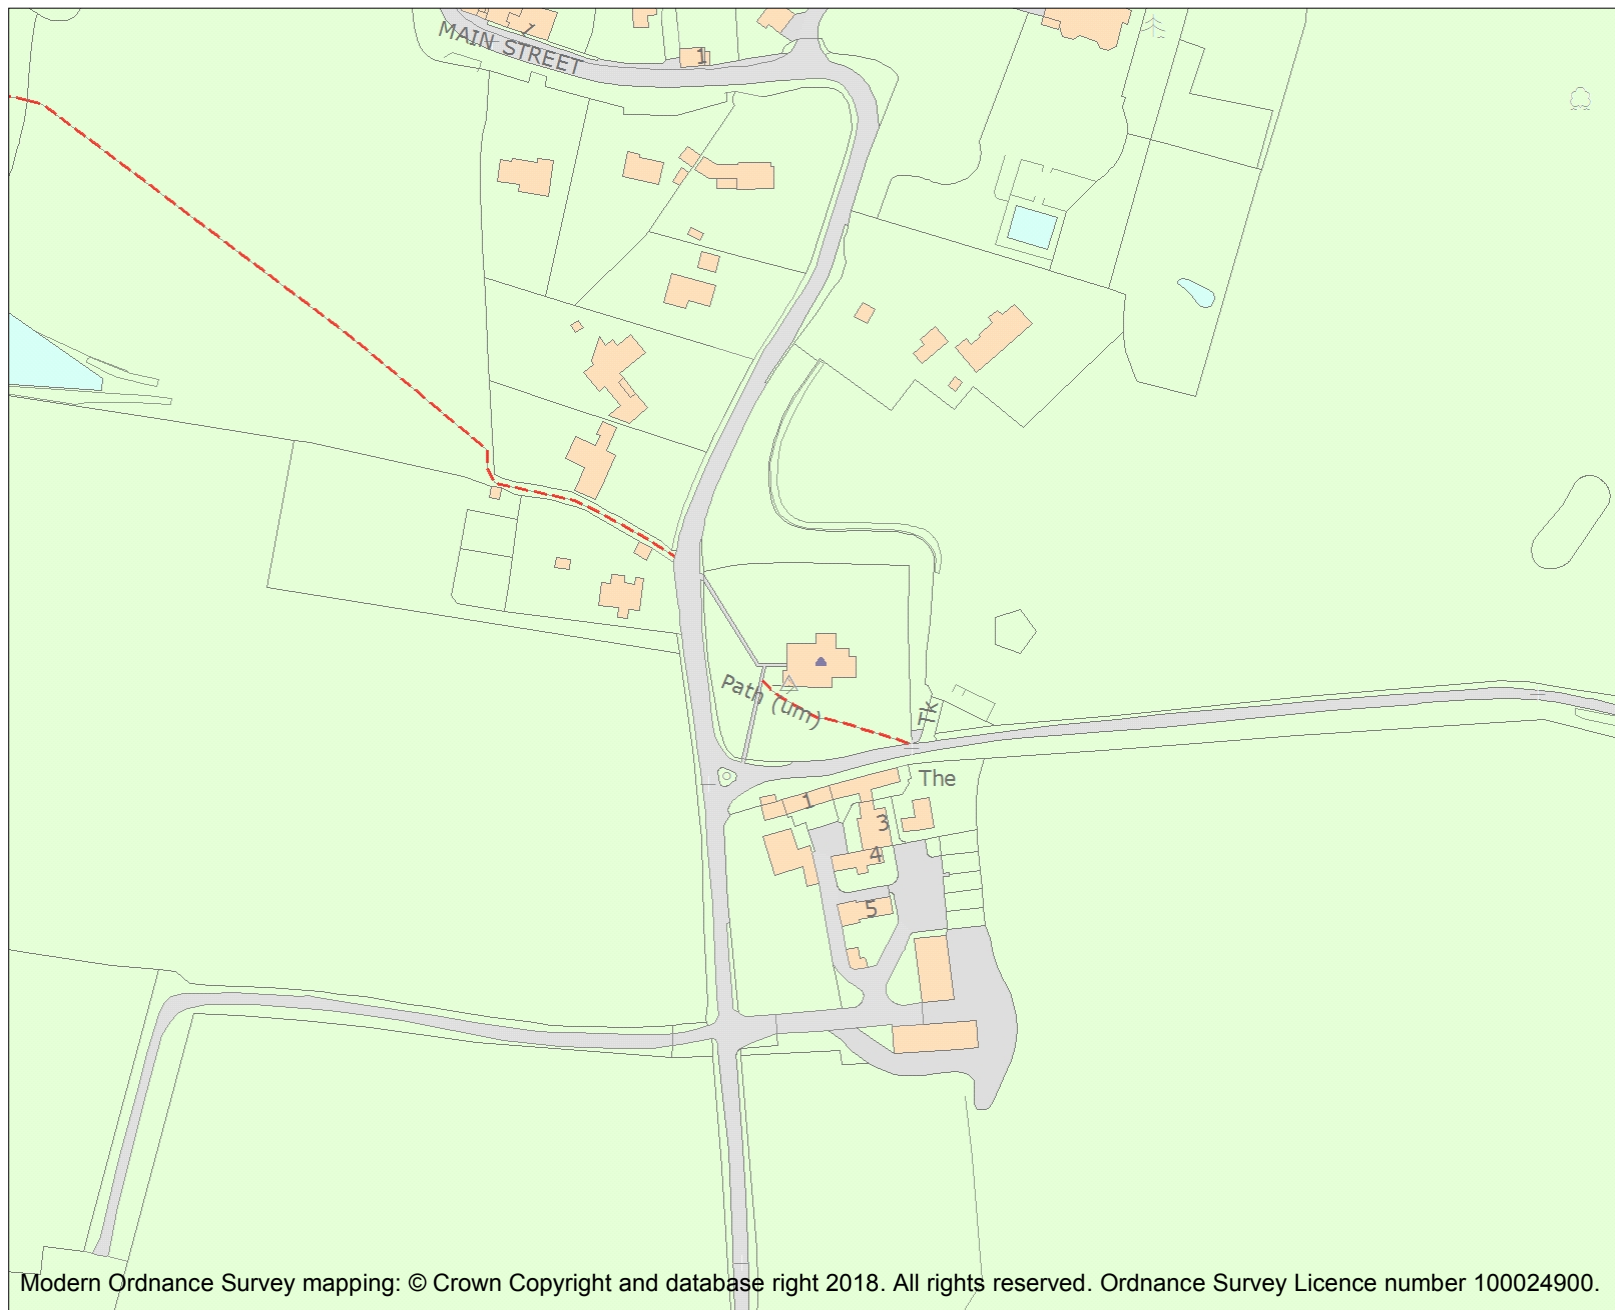 MAIN STREET
1
1
Path (um)
Tk
The
1
3
4
5
Modern Ordnance Survey mapping: © Crown Copyright and database right 2018. All rights reserved. Ordnance Survey Licence number 100024900.